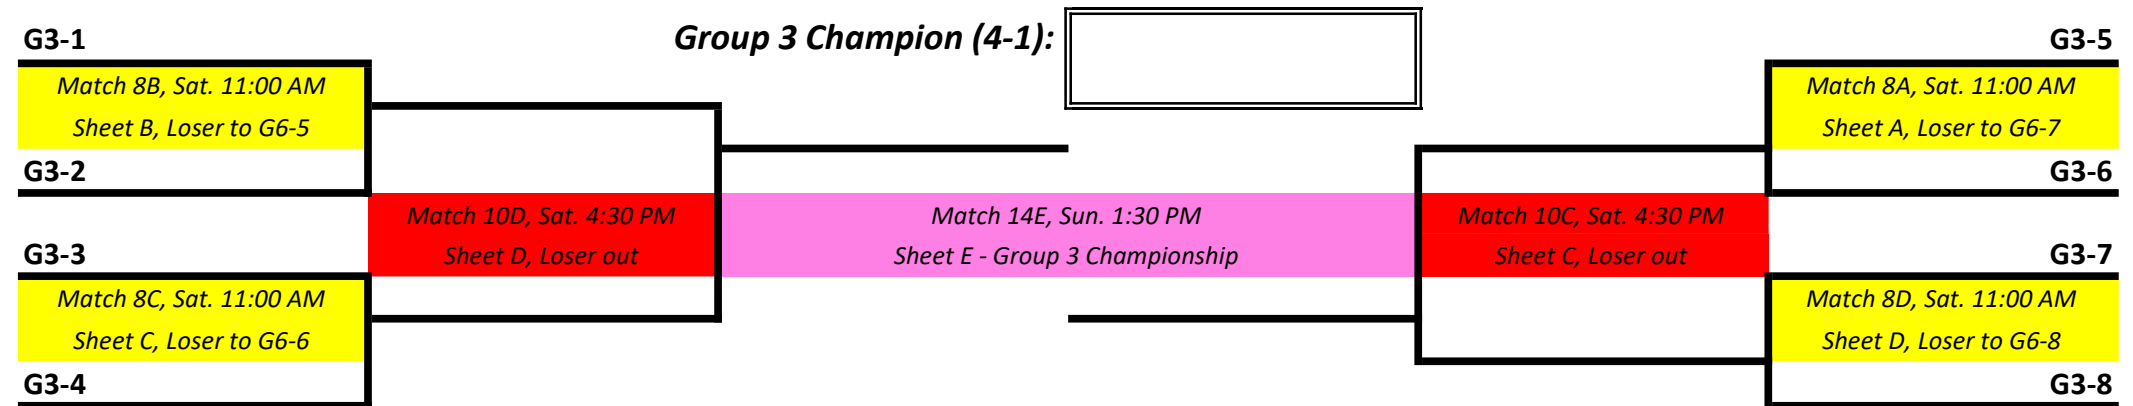 Group 3 Champion (4-1):
G3-1
Match 8B, Sat. 11:00 AM
Sheet B, Loser to G6-5
G3-2
G3-3
Match 8C, Sat. 11:00 AM
Sheet C, Loser to G6-6
G3-4
Match 10D, Sat. 4:30 PM
Sheet D, Loser out
Match 14E, Sun. 1:30 PM
Sheet E - Group 3 Championship
Match 10C, Sat. 4:30 PM
Sheet C, Loser out
G3-5
Match 8A, Sat. 11:00 AM
Sheet A, Loser to G6-7
G3-6
G3-7
Match 8D, Sat. 11:00 AM
Sheet D, Loser to G6-8
G3-8